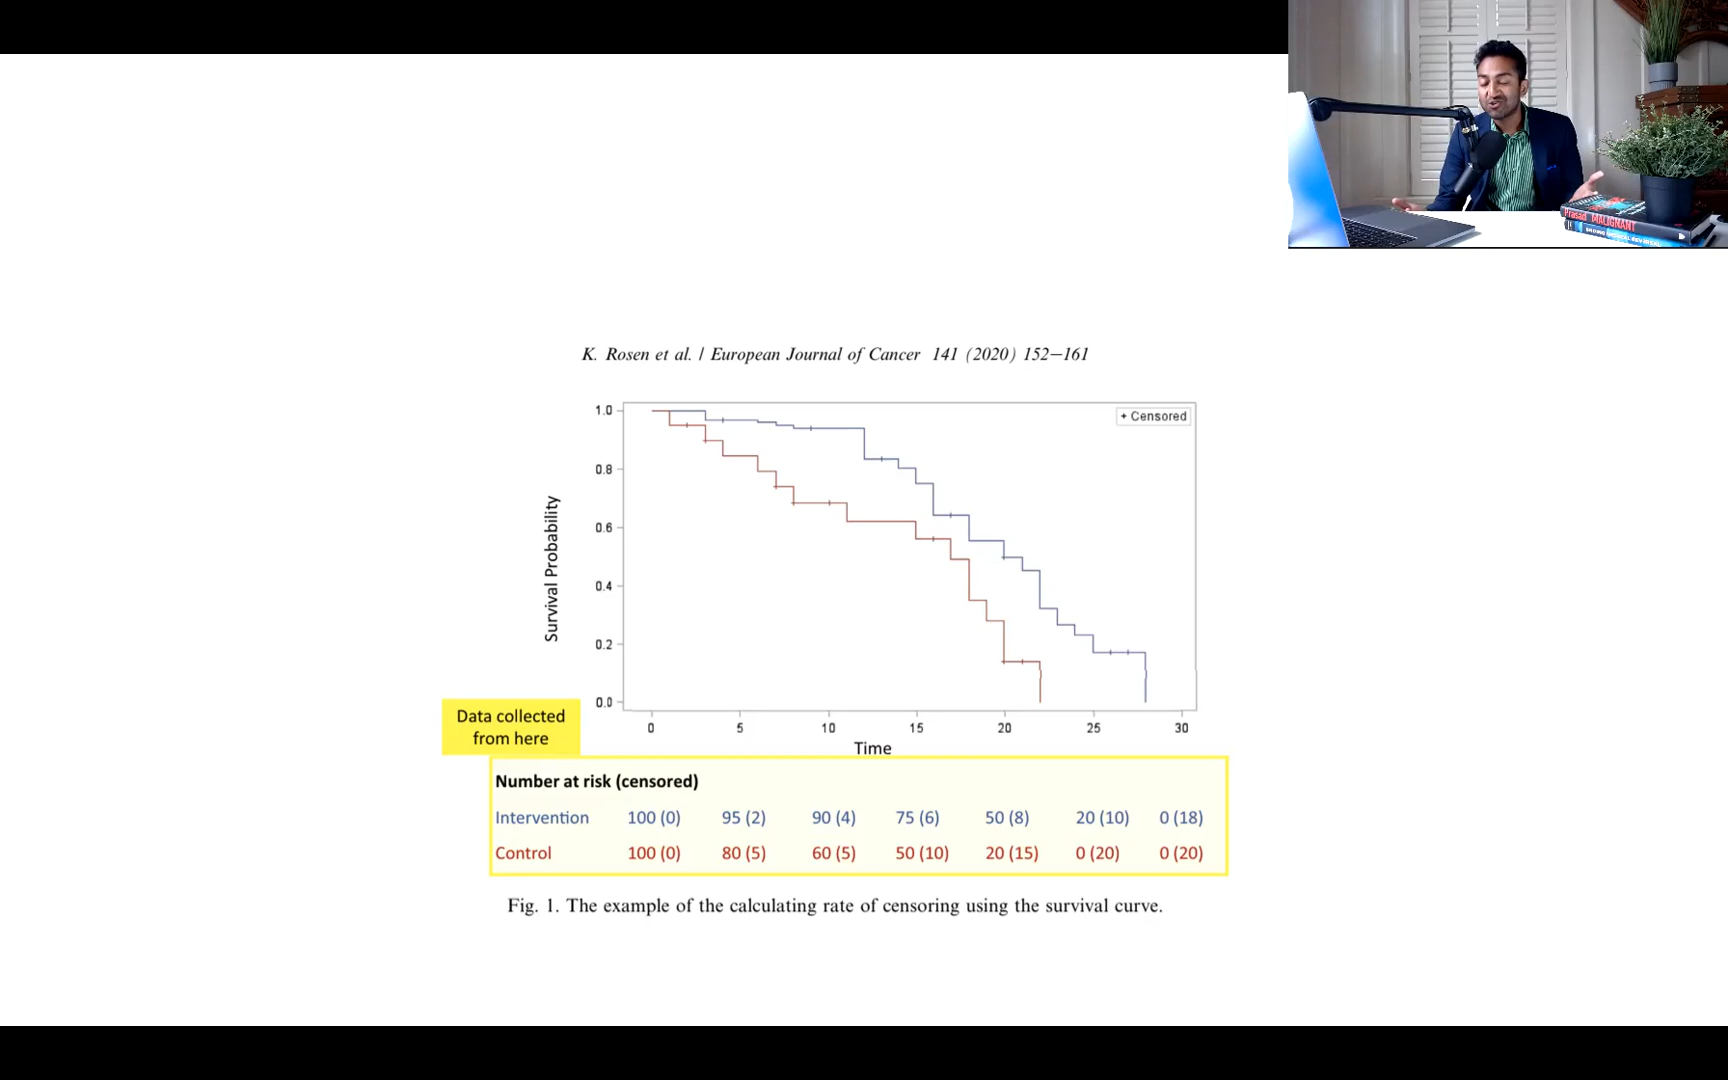 Prasad MALIGNANT
K. Rosen et al. / European Journal of Cancer 141 (2020) 152–161
1.0
+ Censored
0.8
0.6
0.4
0.2
0.0
Survival Probability
0 5 10 15 20 25 30
Time
Data collected
from here
Number at risk (censored)
Intervention 100 (0) 95 (2) 90 (4) 75 (6) 50 (8) 20 (10) 0 (18)
Control 100 (0) 80 (5) 60 (5) 50 (10) 20 (15) 0 (20) 0 (20)
Fig. 1. The example of the calculating rate of censoring using the survival curve.